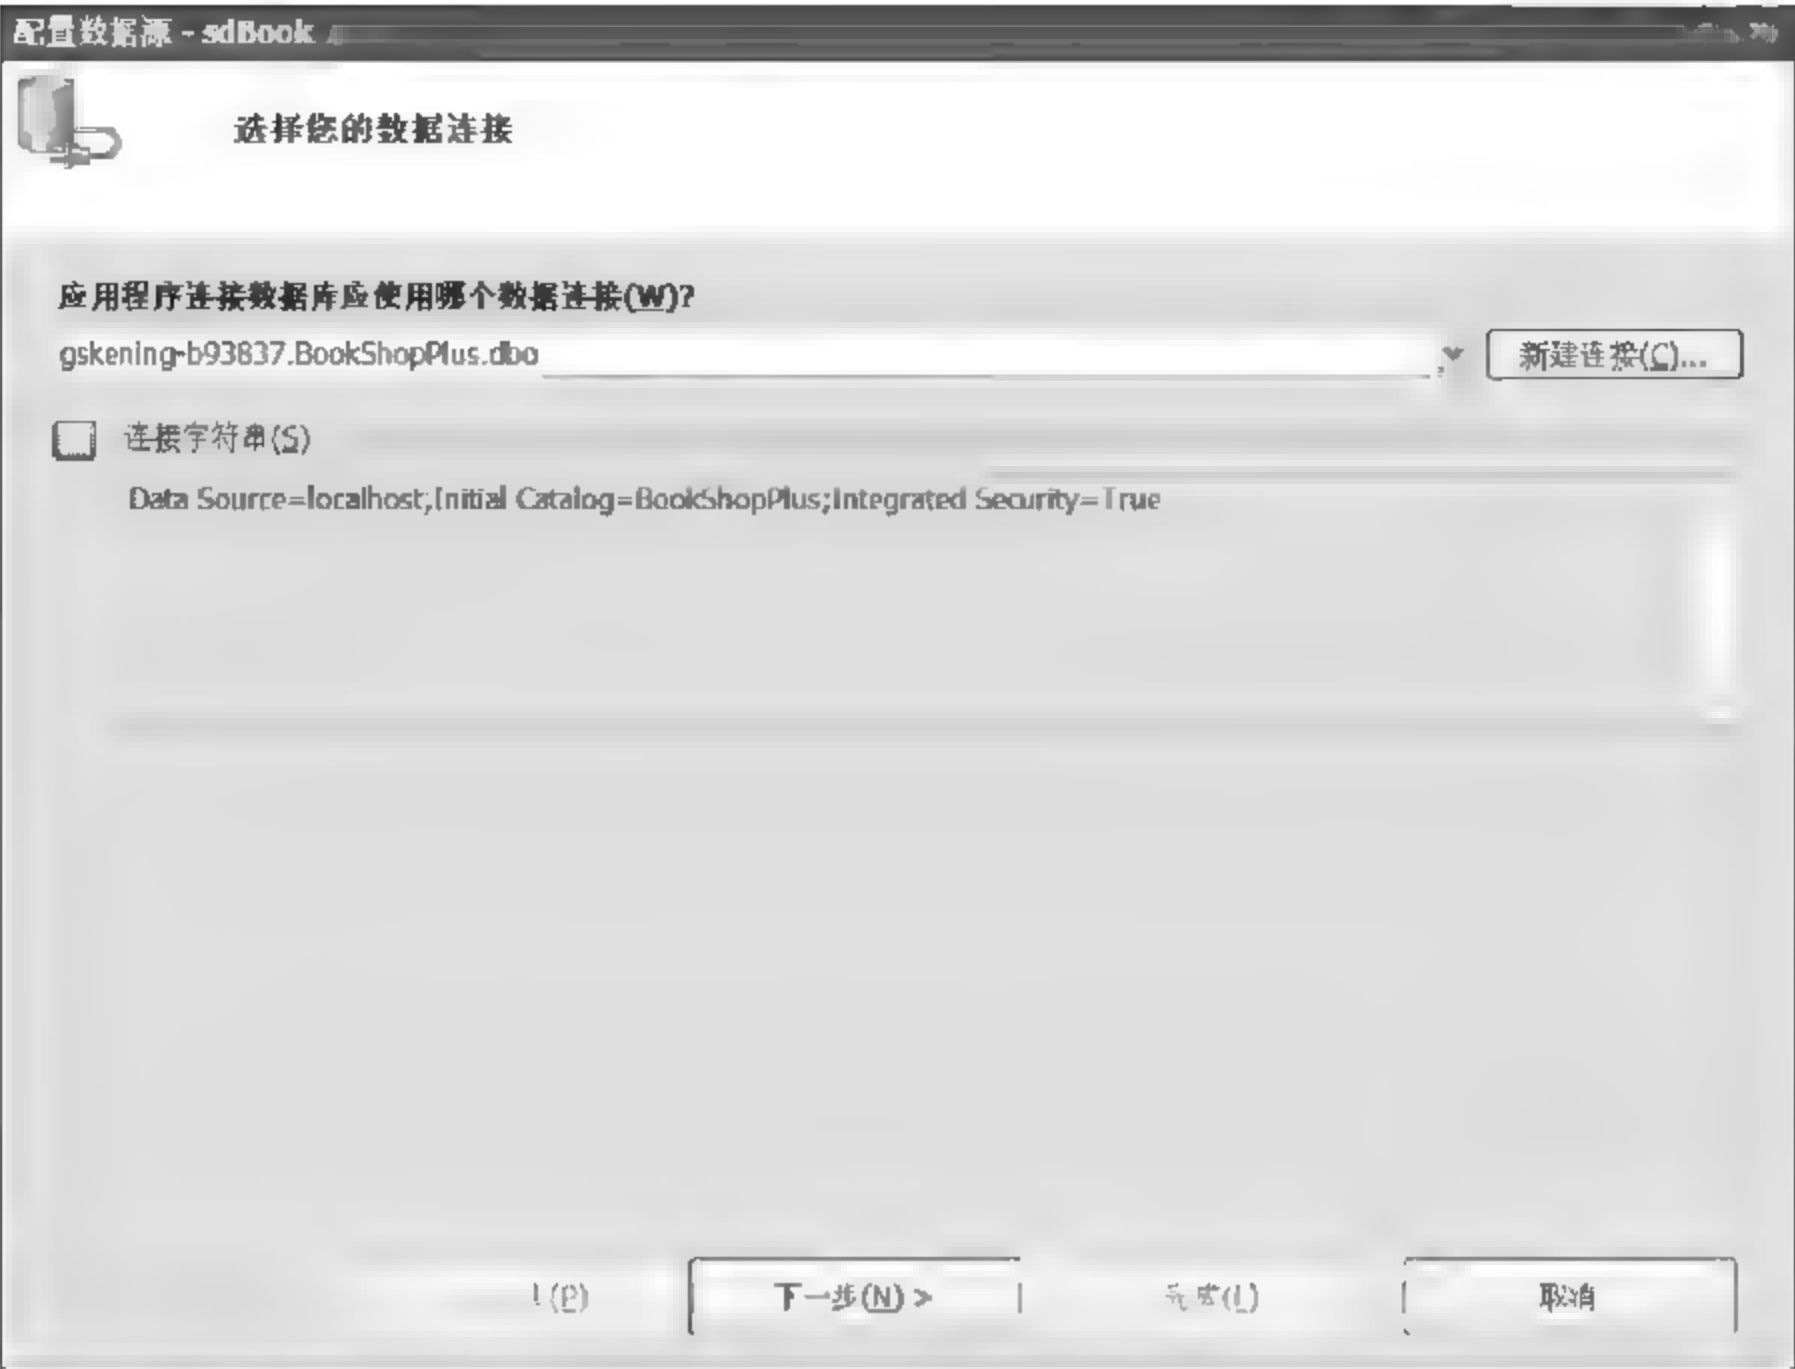 配置数据源 - sdBook
选择您的数据连接
应用程序连接数据库应使用哪个数据连接(W)?
gskening-b93837.BookShopPlus.dbo
新建连接(C)...
连接字符串(S)
Data Source=localhost;Initial Catalog=BookShopPlus;Integrated Security=True
(P)
下一步(N) >
完成(
取消